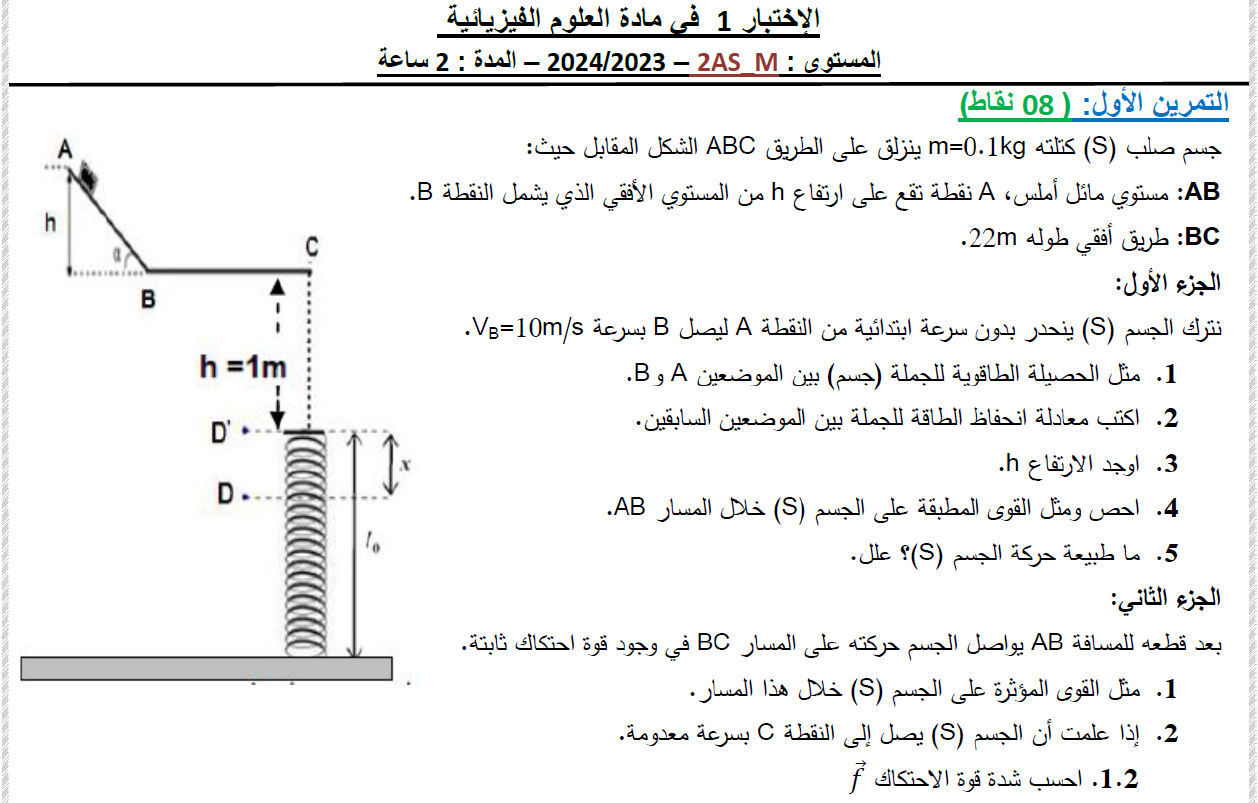 الإختبار 1 في مادة العلوم الفيزيائية
المستوى : 2AS_M – 2024/2023 – المدة : 2 ساعة
التمرين الأول: ( 08 نقاط)
جسم صلب (S) كتلته m=0.1kg ينزلق على الطريق ABC الشكل المقابل حيث:
AB: مستوي مائل أملس، A نقطة تقع على ارتفاع h من المستوي الأفقي الذي يشمل النقطة B.
BC: طريق أفقي طوله 22m.
الجزء الأول:
نترك الجسم (S) ينحدر بدون سرعة ابتدائية من النقطة A ليصل B بسرعة VB=10m/s.
1. مثل الحصيلة الطاقوية للجملة (جسم) بين الموضعين A وB.
2. اكتب معادلة انحفاظ الطاقة للجملة بين الموضعين السابقين.
3. اوجد الارتفاع h.
4. احص ومثل القوى المطبقة على الجسم (S) خلال المسار AB.
5. ما طبيعة حركة الجسم (S)؟ علل.
الجزء الثاني:
بعد قطعه للمسافة AB يواصل الجسم حركته على المسار BC في وجود قوة احتكاك ثابتة.
1. مثل القوى المؤثرة على الجسم (S) خلال هذا المسار.
2. إذا علمت أن الجسم (S) يصل إلى النقطة C بسرعة معدومة.
1.2. احسب شدة قوة الاحتكاك f⃗
A
h
α
B
C
h =1m
D'
D
x
l₀